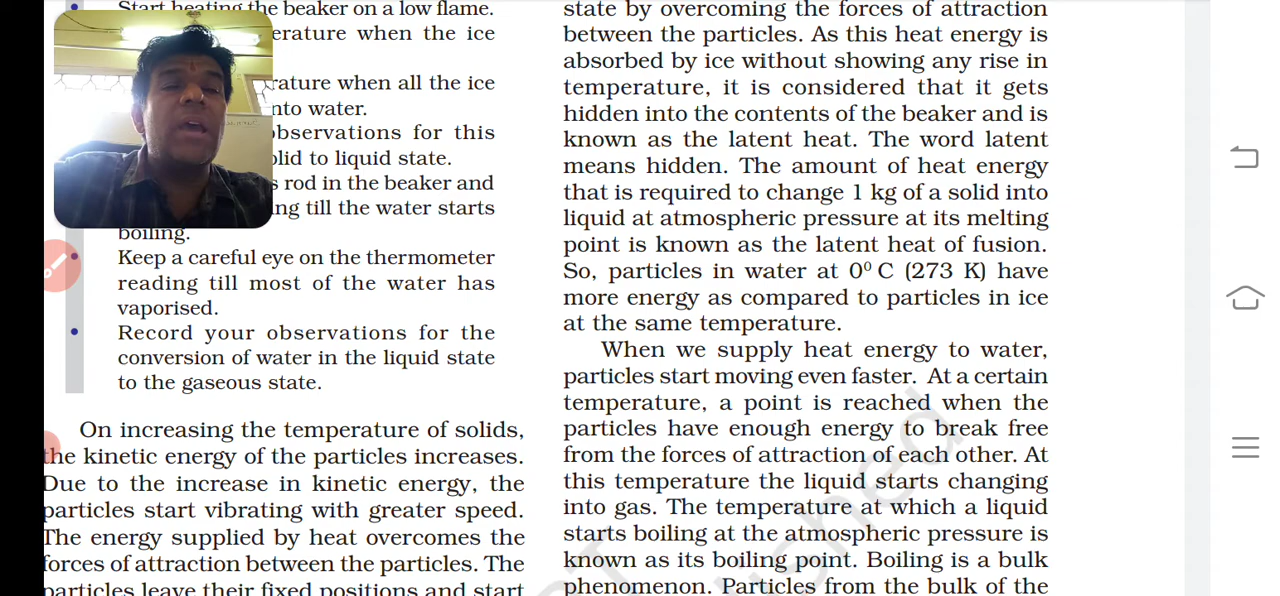 Start heating the beaker on a low flame.
erature when the ice
rature when all the ice
nto water.
observations for this
olid to liquid state.
s rod in the beaker and
ng till the water starts
boiling.
Keep a careful eye on the thermometer
reading till most of the water has
vaporised.
Record your observations for the
conversion of water in the liquid state
to the gaseous state.
On increasing the temperature of solids,
the kinetic energy of the particles increases.
Due to the increase in kinetic energy, the
particles start vibrating with greater speed.
The energy supplied by heat overcomes the
forces of attraction between the particles. The
particles leave their fixed positions and start
state by overcoming the forces of attraction
between the particles. As this heat energy is
absorbed by ice without showing any rise in
temperature, it is considered that it gets
hidden into the contents of the beaker and is
known as the latent heat. The word latent
means hidden. The amount of heat energy
that is required to change 1 kg of a solid into
liquid at atmospheric pressure at its melting
point is known as the latent heat of fusion.
So, particles in water at 0⁰ C (273 K) have
more energy as compared to particles in ice
at the same temperature.
When we supply heat energy to water,
particles start moving even faster. At a certain
temperature, a point is reached when the
particles have enough energy to break free
from the forces of attraction of each other. At
this temperature the liquid starts changing
into gas. The temperature at which a liquid
starts boiling at the atmospheric pressure is
known as its boiling point. Boiling is a bulk
phenomenon. Particles from the bulk of the